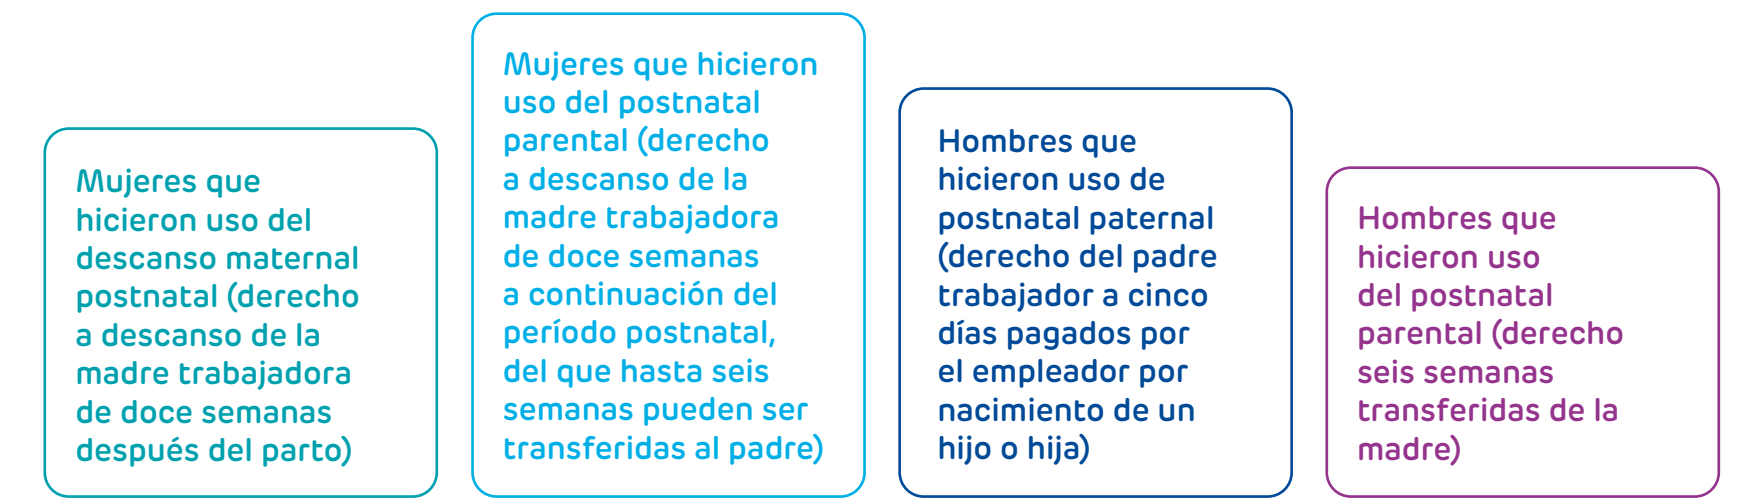 Mujeres que
hicieron uso del
descanso maternal
postnatal (derecho
a descanso de la
madre trabajadora
de doce semanas
después del parto)
Mujeres que hicieron
uso del postnatal
parental (derecho
a descanso de la
madre trabajadora
de doce semanas
a continuación del
período postnatal,
del que hasta seis
semanas pueden ser
transferidas al padre)
Hombres que
hicieron uso de
postnatal paternal
(derecho del padre
trabajador a cinco
días pagados por
el empleador por
nacimiento de un
hijo o hija)
Hombres que
hicieron uso
del postnatal
parental (derecho
seis semanas
transferidas de la
madre)